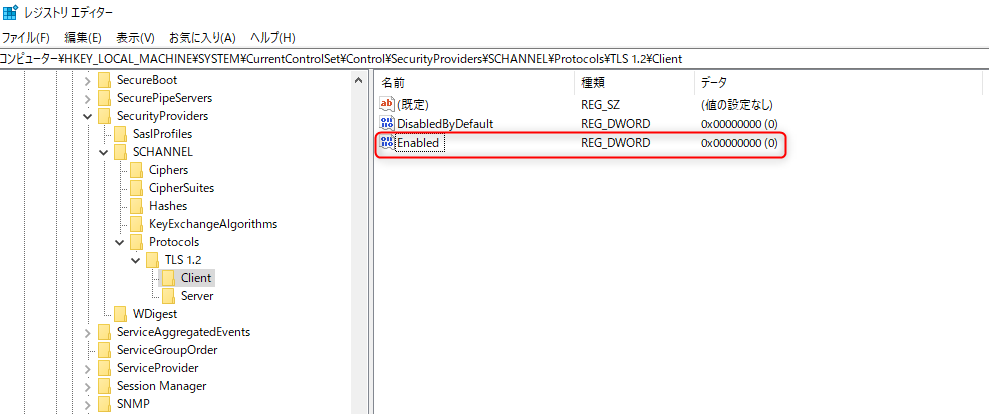 レジストリ エディター
ファイル(F) 編集(E) 表示(V) お気に入り(A) ヘルプ(H)
コンピューター¥HKEY_LOCAL_MACHINE¥SYSTEM¥CurrentControlSet¥Control¥SecurityProviders¥SCHANNEL¥Protocols¥TLS 1.2¥Client
SecureBoot
SecurePipeServers
SecurityProviders
SaslProfiles
SCHANNEL
Ciphers
CipherSuites
Hashes
KeyExchangeAlgorithms
Protocols
TLS 1.2
Client
Server
WDigest
ServiceAggregatedEvents
ServiceGroupOrder
ServiceProvider
Session Manager
SNMP
名前 種類 データ
ab (既定) REG_SZ (値の設定なし)
DisabledByDefault REG_DWORD 0x00000000 (0)
Enabled REG_DWORD 0x00000000 (0)